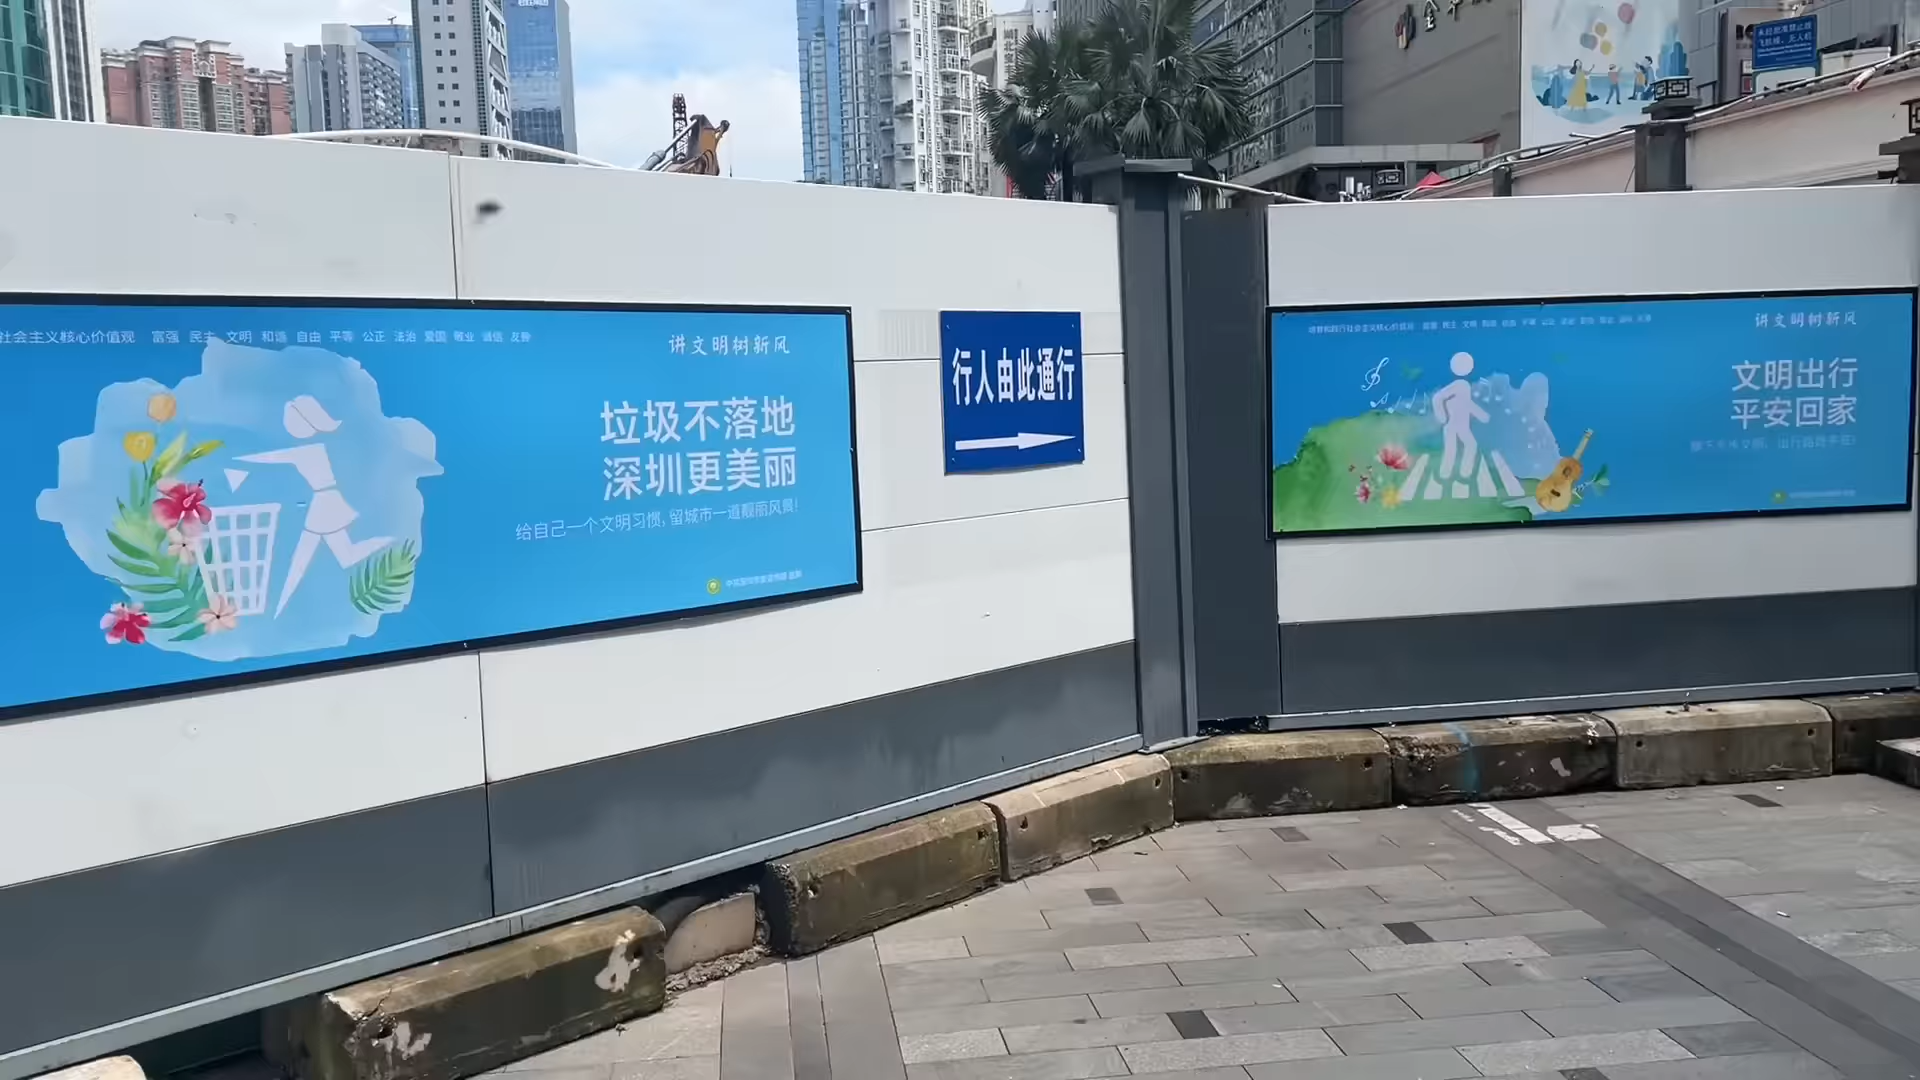 社会主义核心价值观 富强 民主 文明 和谐 自由 平等 公正 法治 爱国 敬业 诚信 友善
讲文明树新风
垃圾不落地
深圳更美丽
给自己一个文明习惯,留城市一道靓丽风景!
行人由此通行
讲文明树新风
文明出行
平安回家